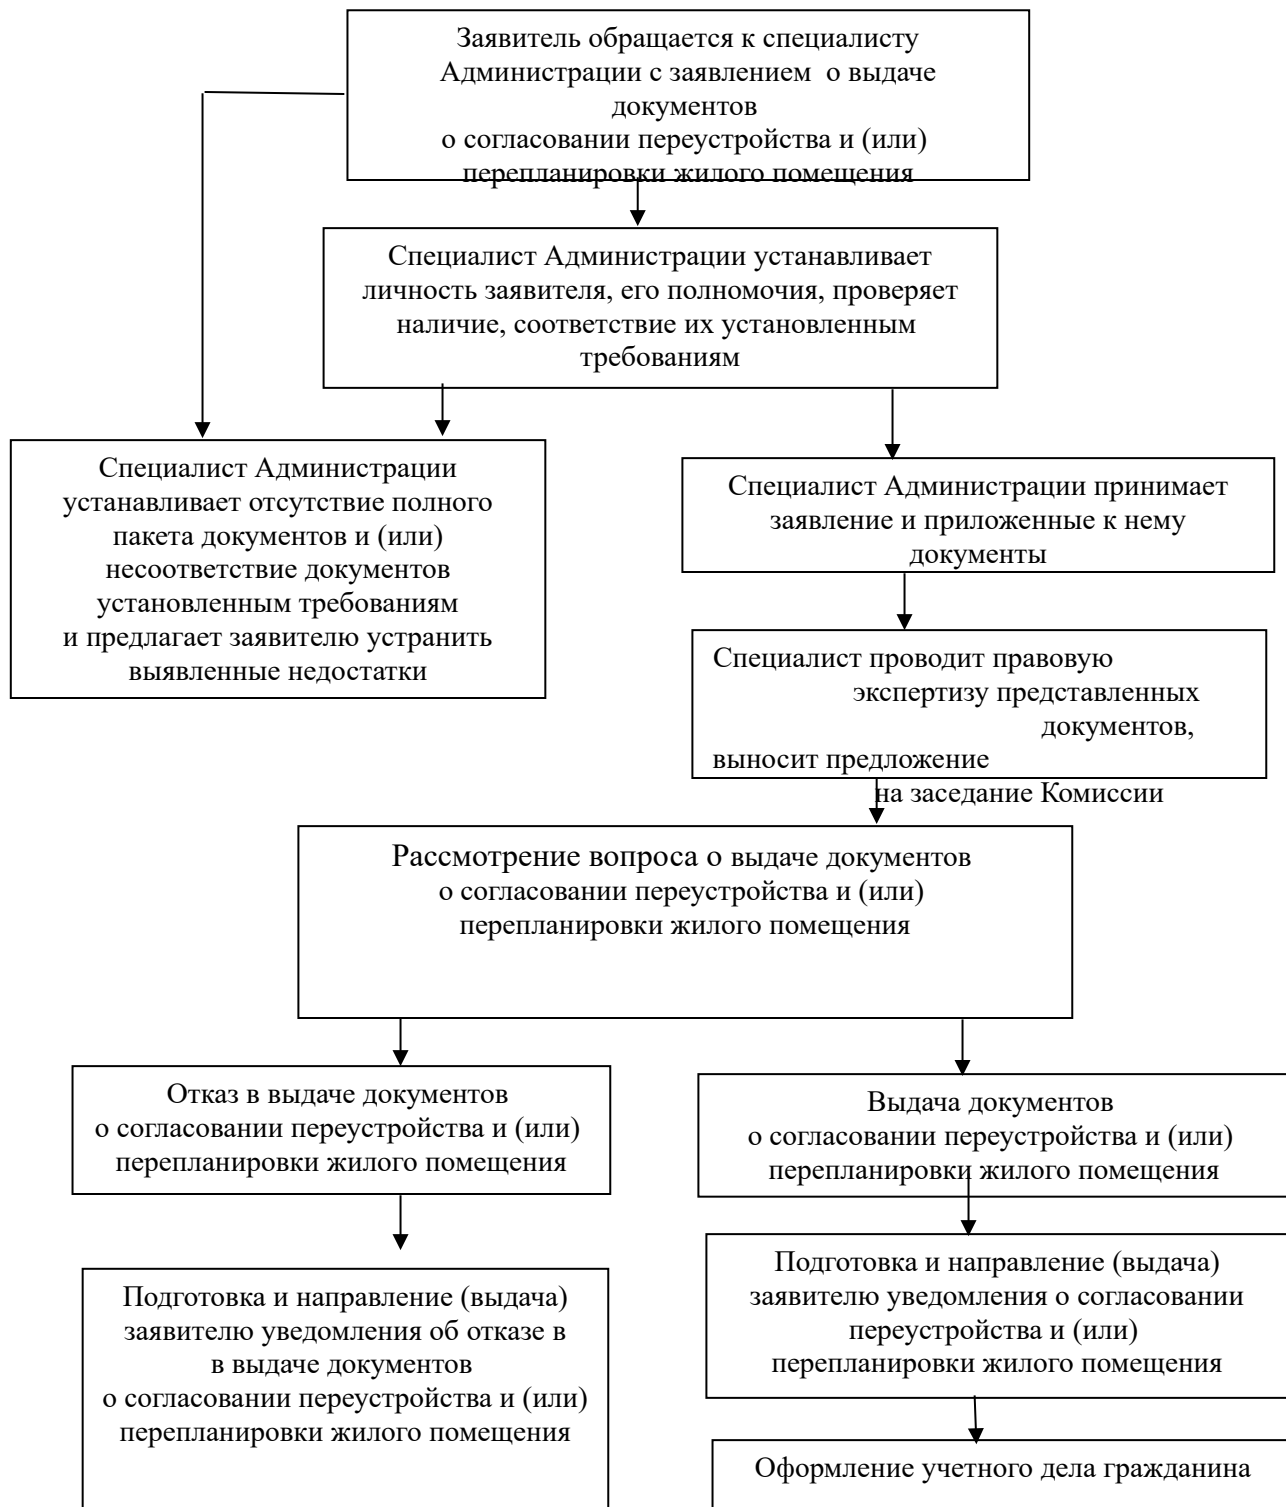 Заявитель обращается к специалисту
Администрации с заявлением о выдаче
документов
о согласовании переустройства и (или)
перепланировки жилого помещения
Специалист Администрации устанавливает
личность заявителя, его полномочия, проверяет
наличие, соответствие их установленным
требованиям
Специалист Администрации
устанавливает отсутствие полного
пакета документов и (или)
несоответствие документов
установленным требованиям
и предлагает заявителю устранить
выявленные недостатки
Специалист Администрации принимает
заявление и приложенные к нему
документы
Специалист проводит правовую
экспертизу представленных
документов,
выносит предложение
на заседание Комиссии
Рассмотрение вопроса о выдаче документов
о согласовании переустройства и (или)
перепланировки жилого помещения
Отказ в выдаче документов
о согласовании переустройства и (или)
перепланировки жилого помещения
Выдача документов
о согласовании переустройства и (или)
перепланировки жилого помещения
Подготовка и направление (выдача)
заявителю уведомления об отказе в
в выдаче документов
о согласовании переустройства и (или)
перепланировки жилого помещения
Подготовка и направление (выдача)
заявителю уведомления о согласовании
переустройства и (или)
перепланировки жилого помещения
Оформление учетного дела гражданина